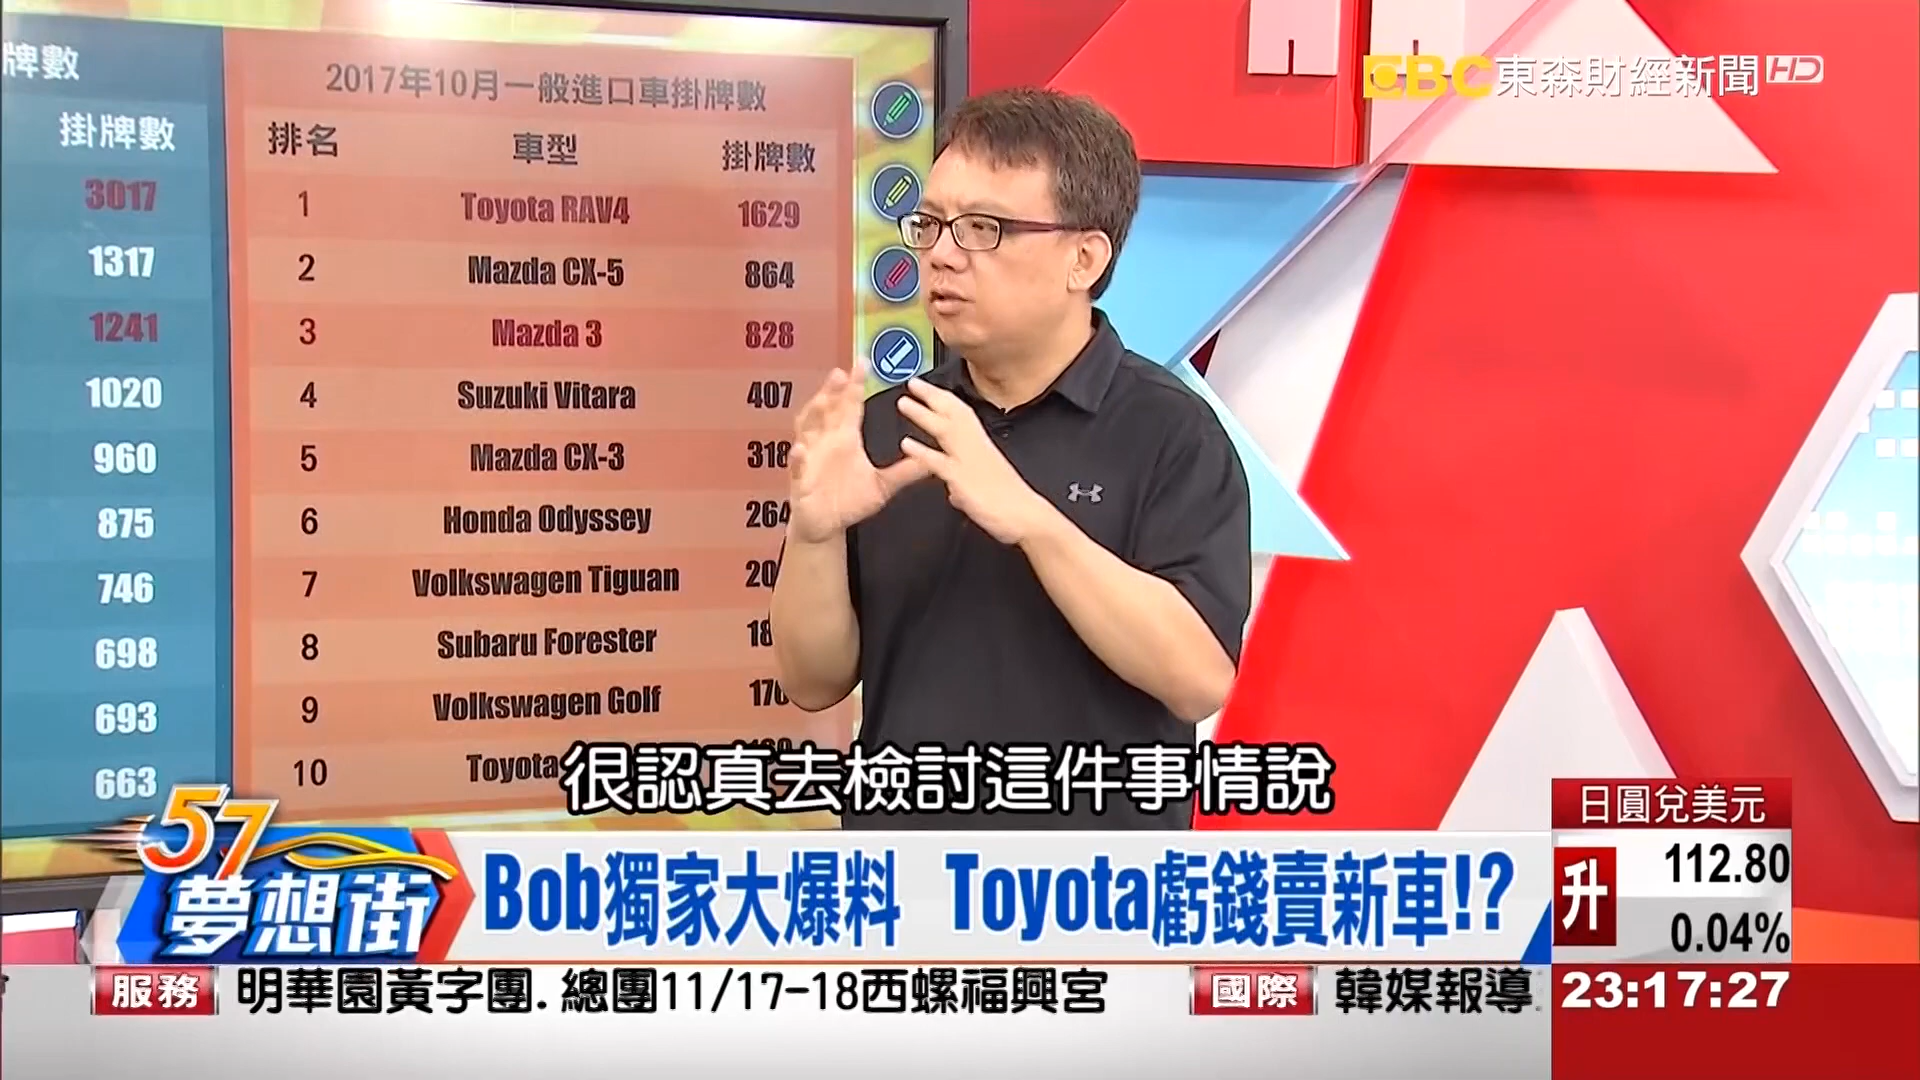 牌數
掛牌數
3017
1317
1241
1020
960
875
746
698
693
663
2017年10月一般進口車掛牌數
排名 車型 掛牌數
1 Toyota RAV4 1629
2 Mazda CX-5 864
3 Mazda 3 828
4 Suzuki Vitara 407
5 Mazda CX-3 318
6 Honda Odyssey 264
7 Volkswagen Tiguan 20
8 Subaru Forester 18
9 Volkswagen Golf 170
10 Toyota
EBC東森財經新聞HD
很認真去檢討這件事情說
57
夢想街
Bob獨家大爆料 Toyota虧錢賣新車!?
日圓兌美元
升 112.80
0.04%
服務 明華園黃字團.總團11/17-18西螺福興宮 國際 韓媒報導
23:17:27